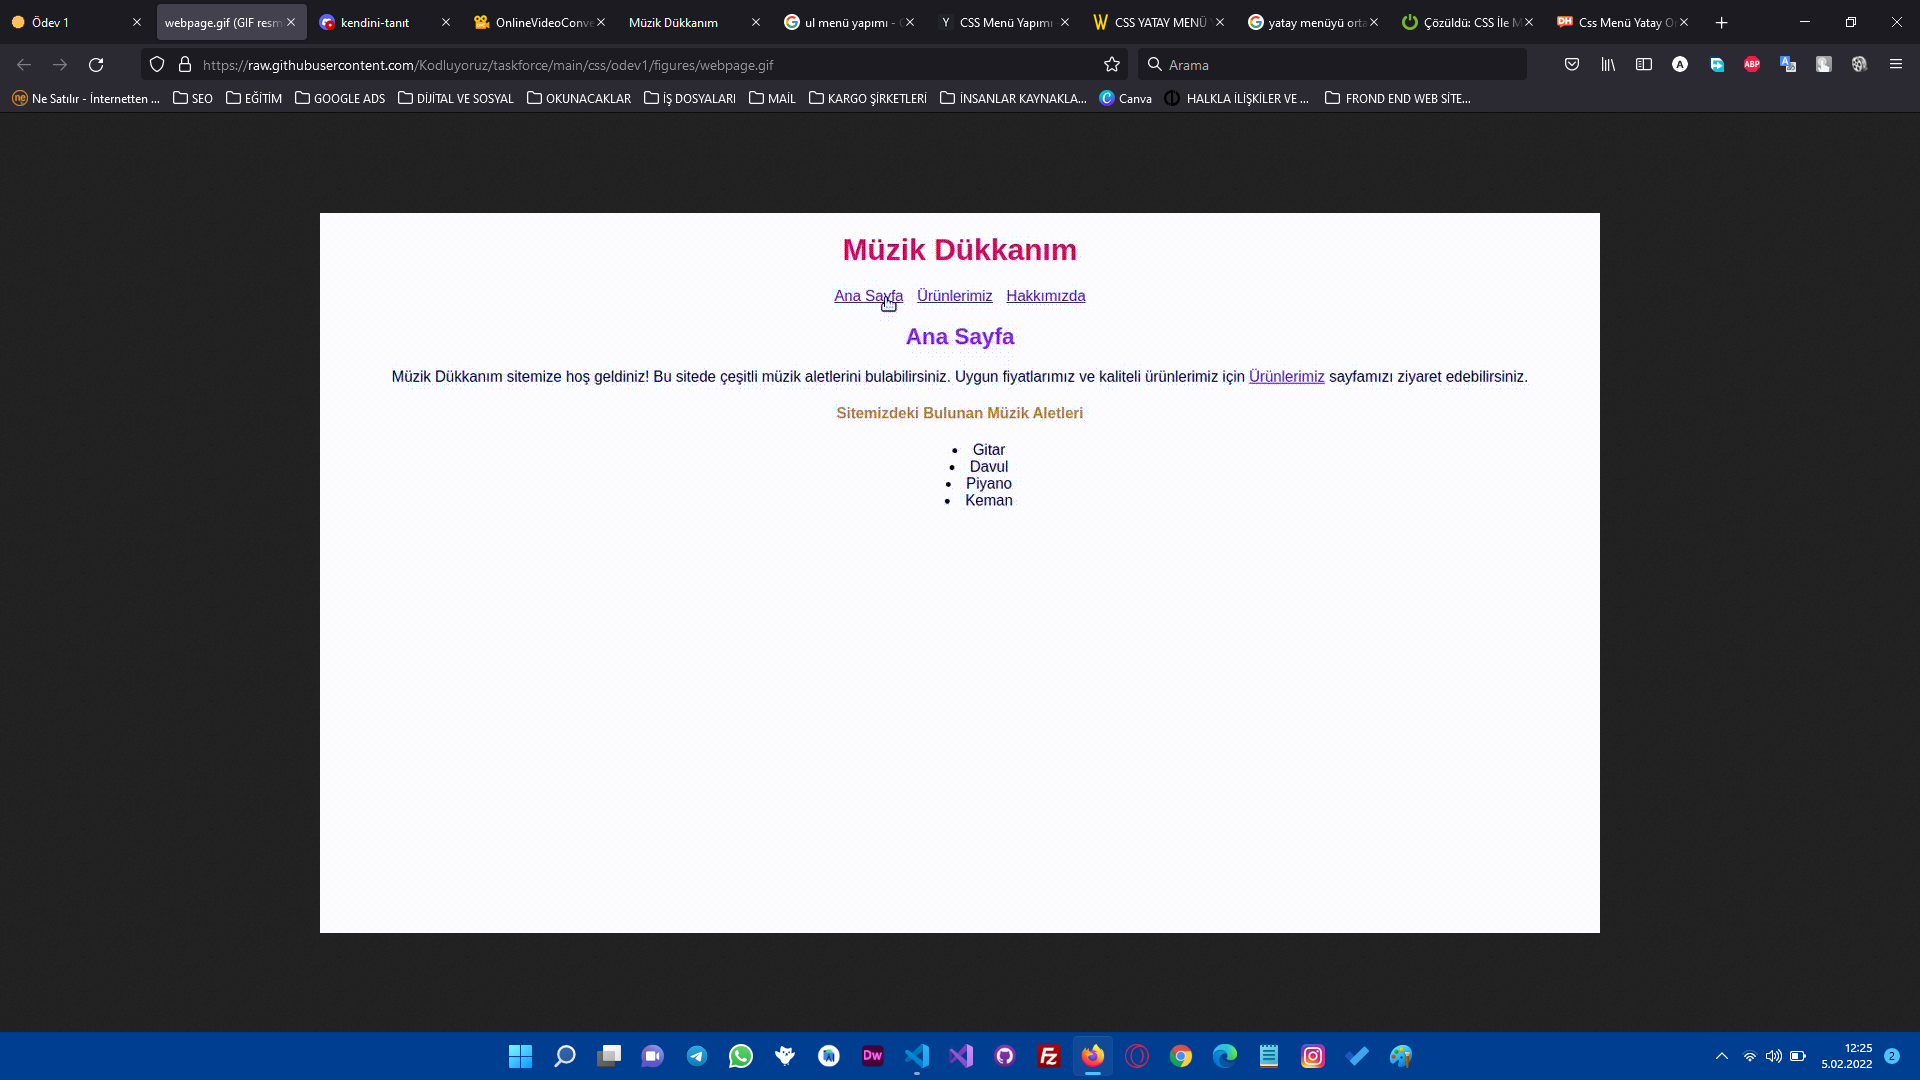 Ödev 1
webpage.gif (GIF resm
kendini-tanıt
OnlineVideoConve
Müzik Dükkanım
ul menü yapımı -
CSS Menü Yapımı
CSS YATAY MENÜ
yatay menüyü orta
Çözüldü: CSS İle M
Css Menü Yatay O
https://raw.githubusercontent.com/Kodluyoruz/taskforce/main/css/odev1/figures/webpage.gif
Arama
ABP
Ne Satılır - İnternetten ...
SEO
EĞİTİM
GOOGLE ADS
DİJİTAL VE SOSYAL
OKUNACAKLAR
İŞ DOSYALARI
MAİL
KARGO ŞİRKETLERİ
İNSANLAR KAYNAKLA...
Canva
HALKLA İLİŞKİLER VE ...
FROND END WEB SİTE...
Müzik Dükkanım
Ana Sayfa Ürünlerimiz Hakkımızda
Ana Sayfa
Müzik Dükkanım sitemize hoş geldiniz! Bu sitede çeşitli müzik aletlerini bulabilirsiniz. Uygun fiyatlarımız ve kaliteli ürünlerimiz için Ürünlerimiz sayfamızı ziyaret edebilirsiniz.
Sitemizdeki Bulunan Müzik Aletleri
• Gitar
• Davul
• Piyano
• Keman
Dw
12:25
5.02.2022
2